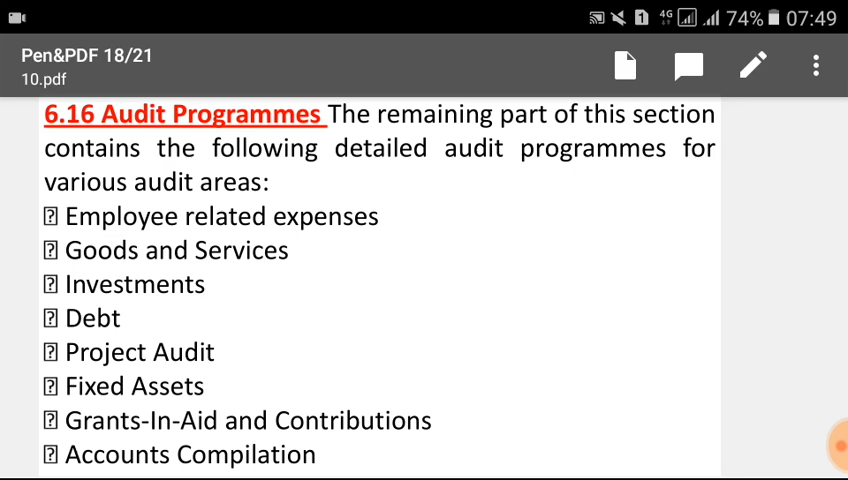 1 4G 74% 07:49
Pen&PDF 18/21
10.pdf
6.16 Audit Programmes The remaining part of this section
contains the following detailed audit programmes for
various audit areas:
⍰ Employee related expenses
⍰ Goods and Services
⍰ Investments
⍰ Debt
⍰ Project Audit
⍰ Fixed Assets
⍰ Grants-In-Aid and Contributions
⍰ Accounts Compilation